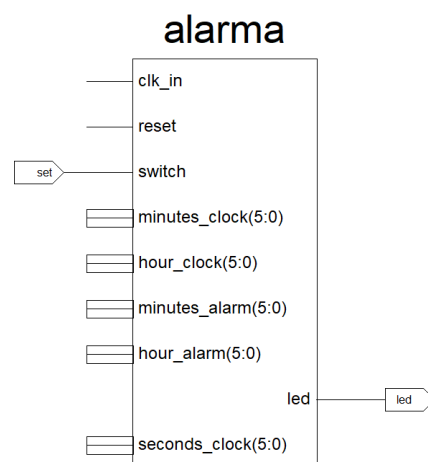 alarma
clk_in
reset
set
switch
minutes_clock(5:0)
hour_clock(5:0)
minutes_alarm(5:0)
hour_alarm(5:0)
led
led
seconds_clock(5:0)